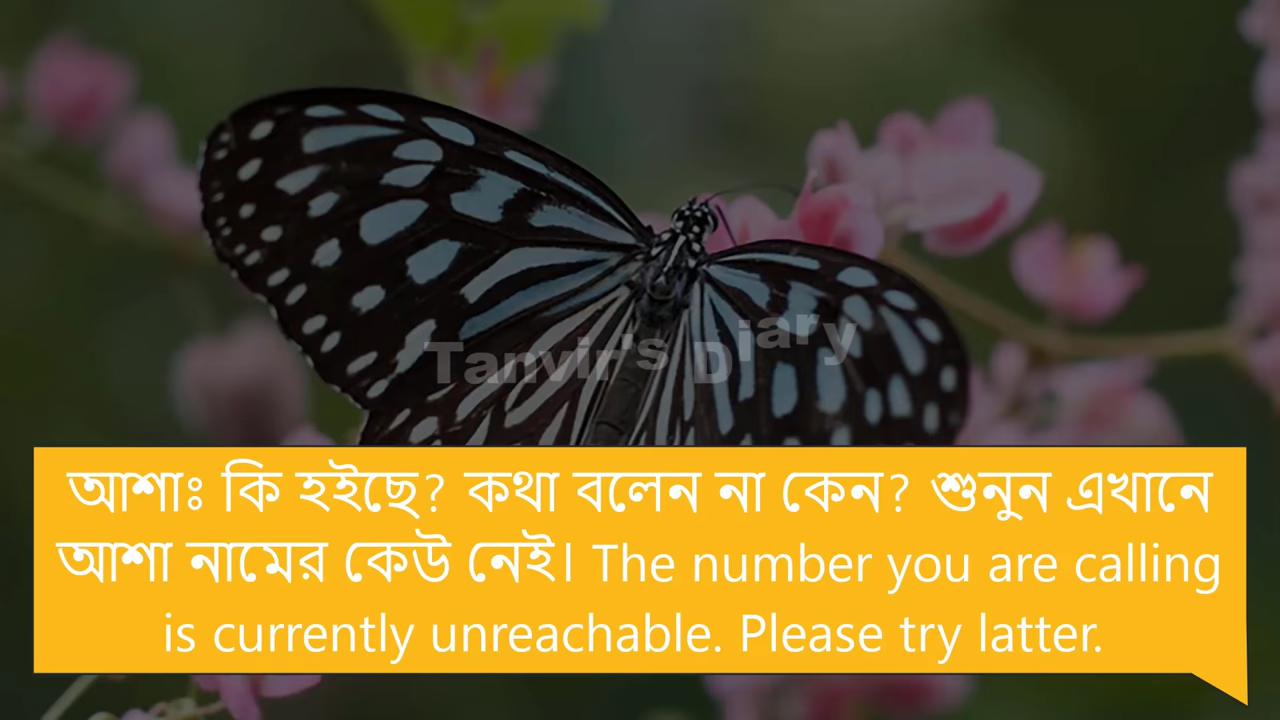 Tanvir's Diary
আশাঃ কি হইছে? কথা বলেন না কেন? শুনুন এখানে
আশা নামের কেউ নেই। The number you are calling
is currently unreachable. Please try latter.